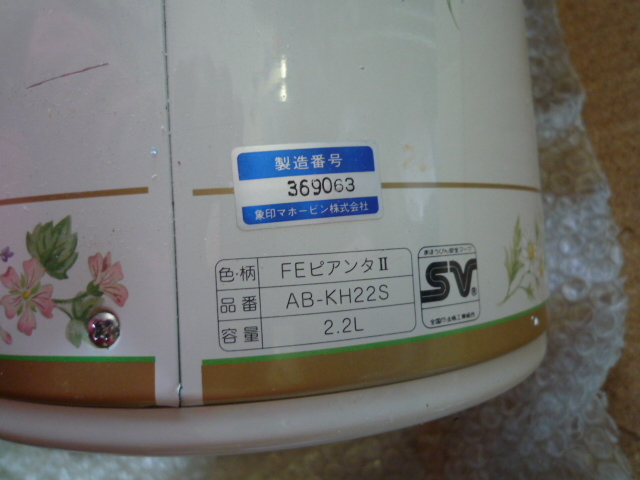 製造番号
369063
象印マホービン株式会社
色・柄 FEピアンタⅡ
品番 AB-KH22S
容量 2.2L
SV®